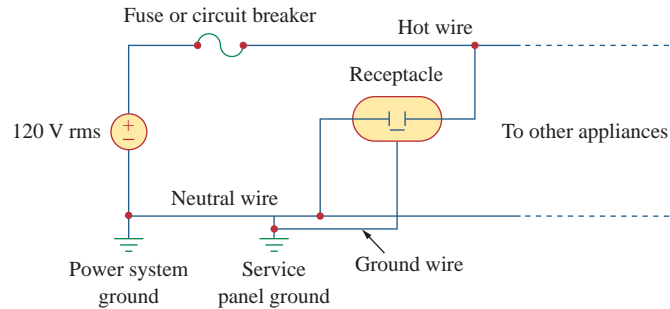 Fuse or circuit breaker
Hot wire
Receptacle
120 V rms
+
−
To other appliances
Neutral wire
Power system
ground
Service
panel ground
Ground wire